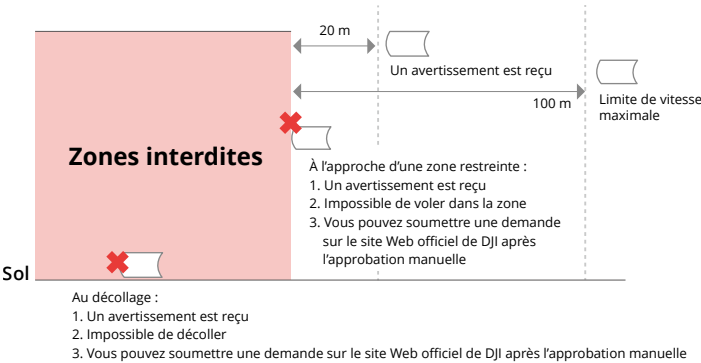 20 m
Un avertissement est reçu
100 m
Limite de vitesse
maximale
Zones interdites
À l’approche d’une zone restreinte :
1. Un avertissement est reçu
2. Impossible de voler dans la zone
3. Vous pouvez soumettre une demande
sur le site Web officiel de DJI après
l’approbation manuelle
Sol
Au décollage :
1. Un avertissement est reçu
2. Impossible de décoller
3. Vous pouvez soumettre une demande sur le site Web officiel de DJI après l’approbation manuelle